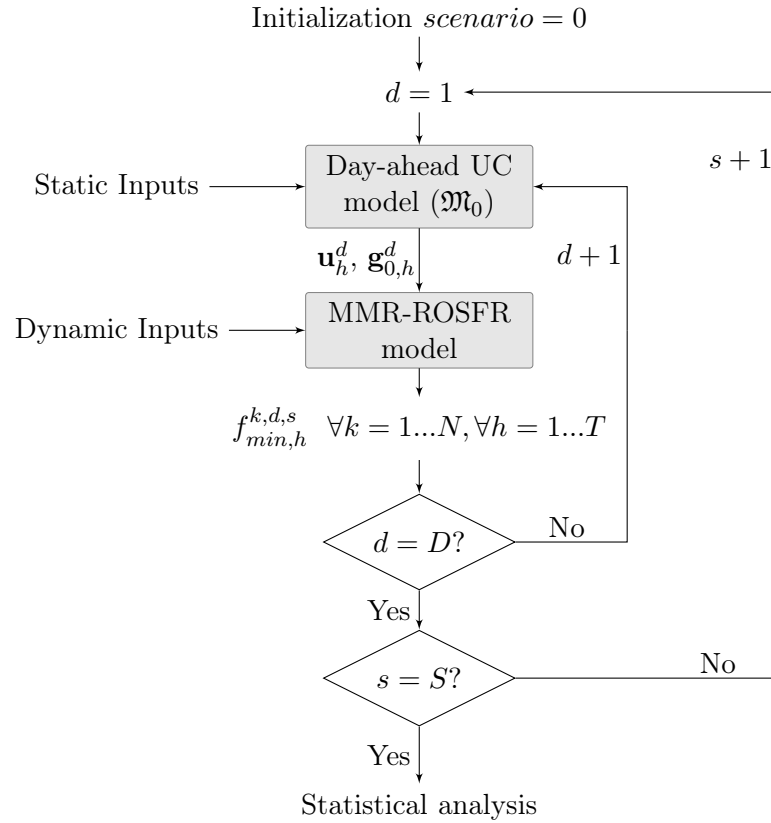 Initialization scenario = 0
d = 1
s + 1
Day-ahead UC
model (𝔐₀)
Static Inputs
𝐮_h^d, 𝐠_{0,h}^d
d + 1
MMR-ROSFR
model
Dynamic Inputs
f_{min,h}^{k,d,s} ∀k = 1...N, ∀h = 1...T
d = D?
No
Yes
s = S?
No
Yes
Statistical analysis